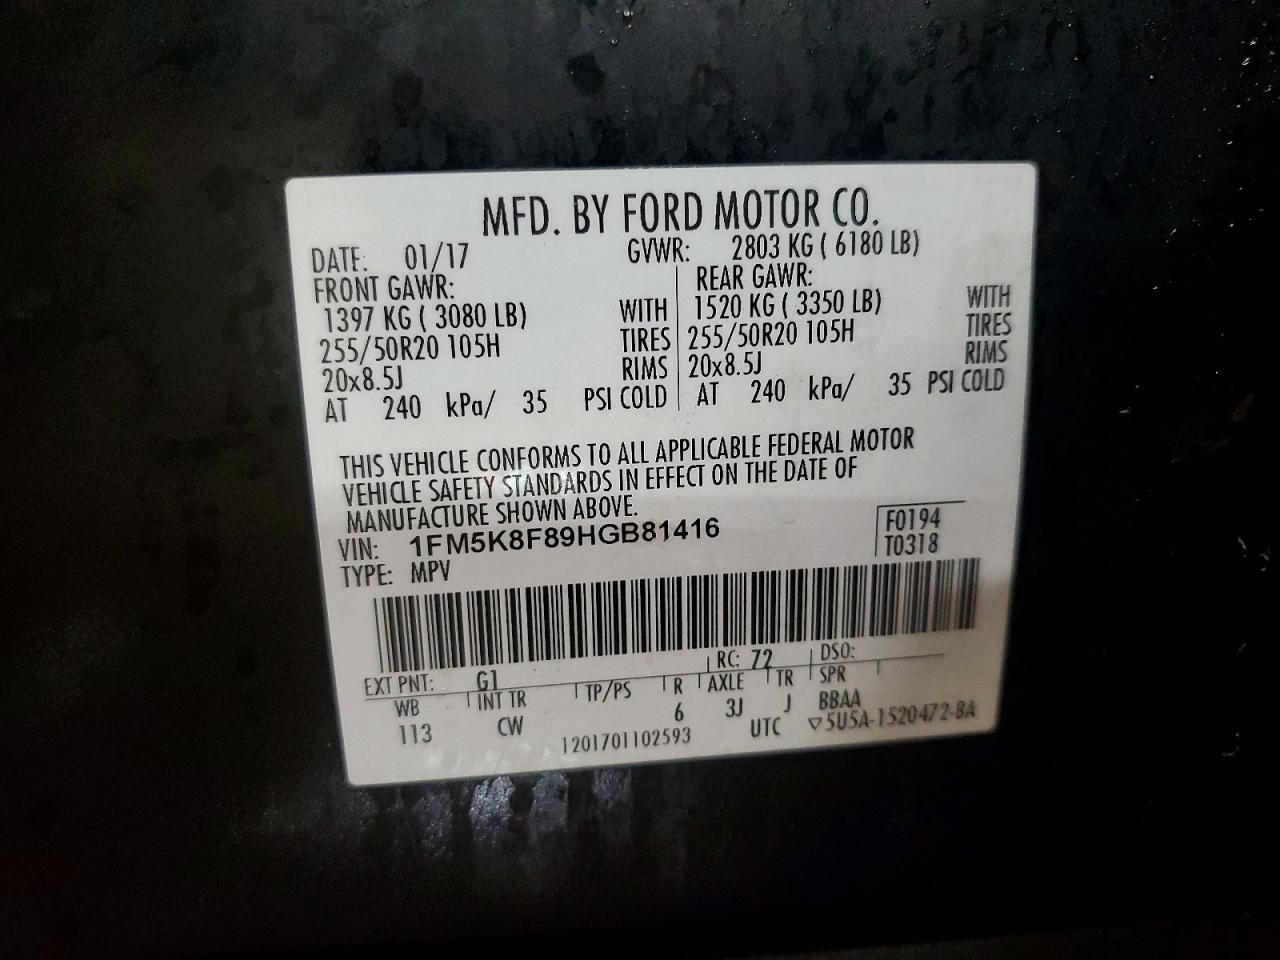 MFD. BY FORD MOTOR CO.
DATE: 01/17 GVWR: 2803 KG ( 6180 LB)
FRONT GAWR: REAR GAWR:
1397 KG ( 3080 LB) WITH 1520 KG ( 3350 LB) WITH
255/50R20 105H TIRES 255/50R20 105H TIRES
20x8.5J RIMS 20x8.5J RIMS
AT 240 kPa/ 35 PSI COLD AT 240 kPa/ 35 PSI COLD
THIS VEHICLE CONFORMS TO ALL APPLICABLE FEDERAL MOTOR
VEHICLE SAFETY STANDARDS IN EFFECT ON THE DATE OF
MANUFACTURE SHOWN ABOVE.
VIN: 1FM5K8F89HGB81416 F0194
TYPE: MPV T0318
EXT PNT: G1 RC: 72 DSO:
WB INT TR TP/PS R AXLE TR SPR
113 CW 6 3J J BBAA
1201701102593 UTC ▽5U5A-1520472-BA